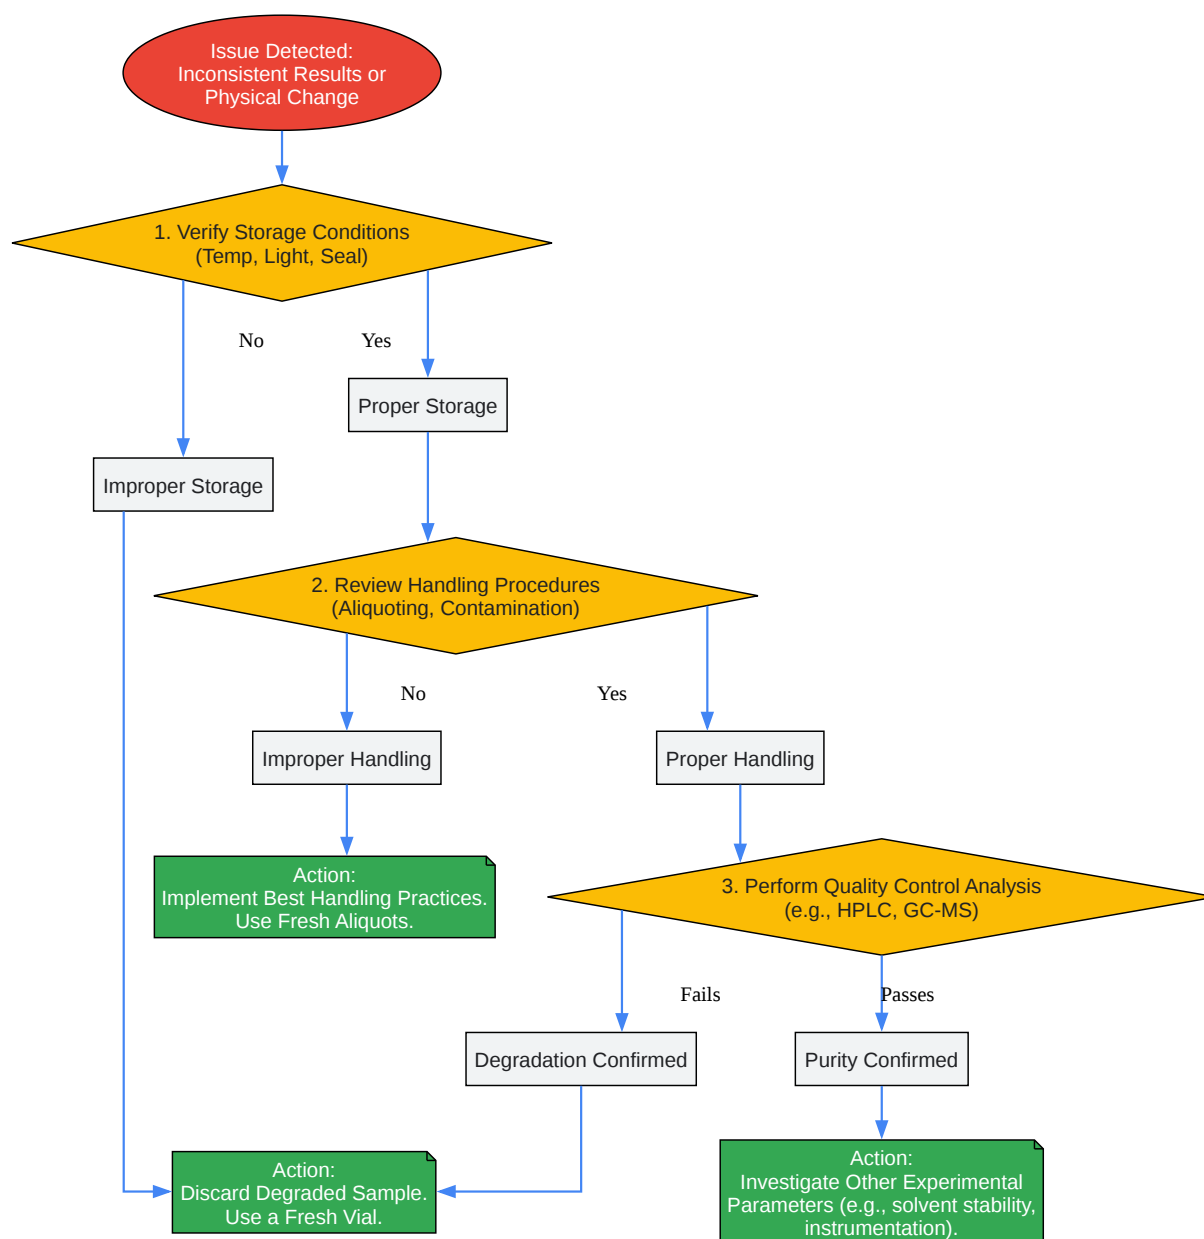 Issue Detected:
Inconsistent Results or
Physical Change
1. Verify Storage Conditions
(Temp, Light, Seal)
No
Yes
Proper Storage
Improper Storage
2. Review Handling Procedures
(Aliquoting, Contamination)
No
Yes
Improper Handling
Proper Handling
Action:
Implement Best Handling Practices.
Use Fresh Aliquots.
3. Perform Quality Control Analysis
(e.g., HPLC, GC-MS)
Fails
Passes
Degradation Confirmed
Purity Confirmed
Action:
Discard Degraded Sample.
Use a Fresh Vial.
Action:
Investigate Other Experimental
Parameters (e.g., solvent stability,
instrumentation).